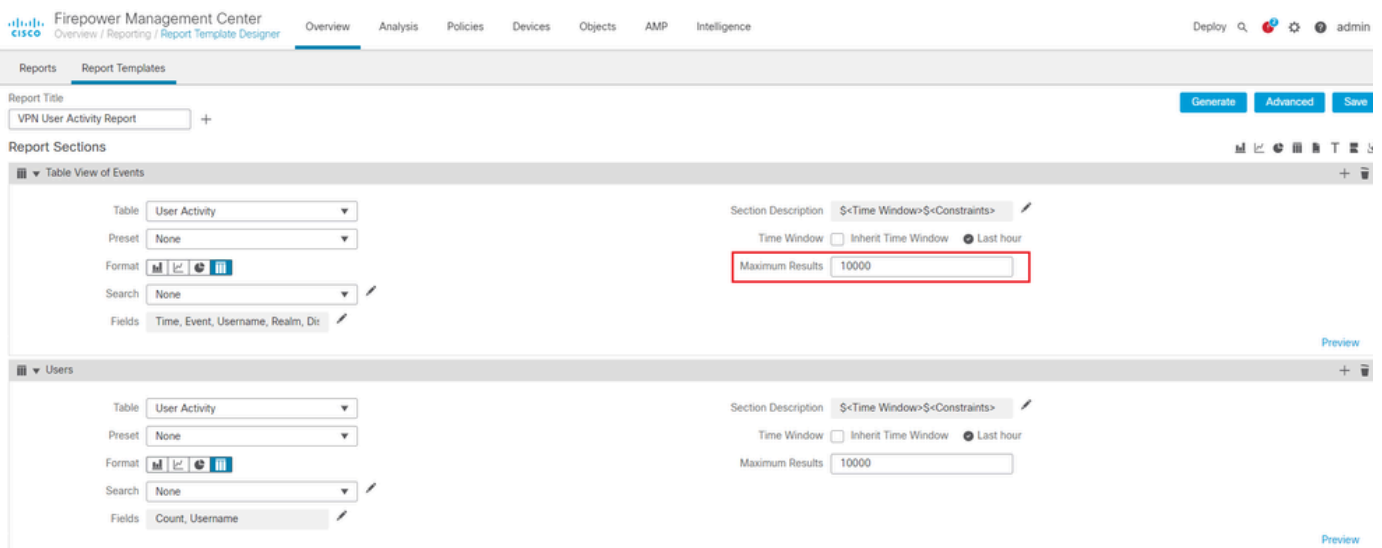 Firepower Management Center
CISCO Overview / Reporting / Report Template Designer
Overview Analysis Policies Devices Objects AMP Intelligence
Deploy admin
Reports Report Templates
Report Title
VPN User Activity Report
Generate Advanced Save
Report Sections
Table View of Events
Table User Activity
Section Description $<Time Window>$<Constraints>
Preset None
Time Window Inherit Time Window Last hour
Format
Maximum Results 10000
Search None
Fields Time, Event, Username, Realm, Dis
Preview
Users
Table User Activity
Section Description $<Time Window>$<Constraints>
Preset None
Time Window Inherit Time Window Last hour
Format
Maximum Results 10000
Search None
Fields Count, Username
Preview